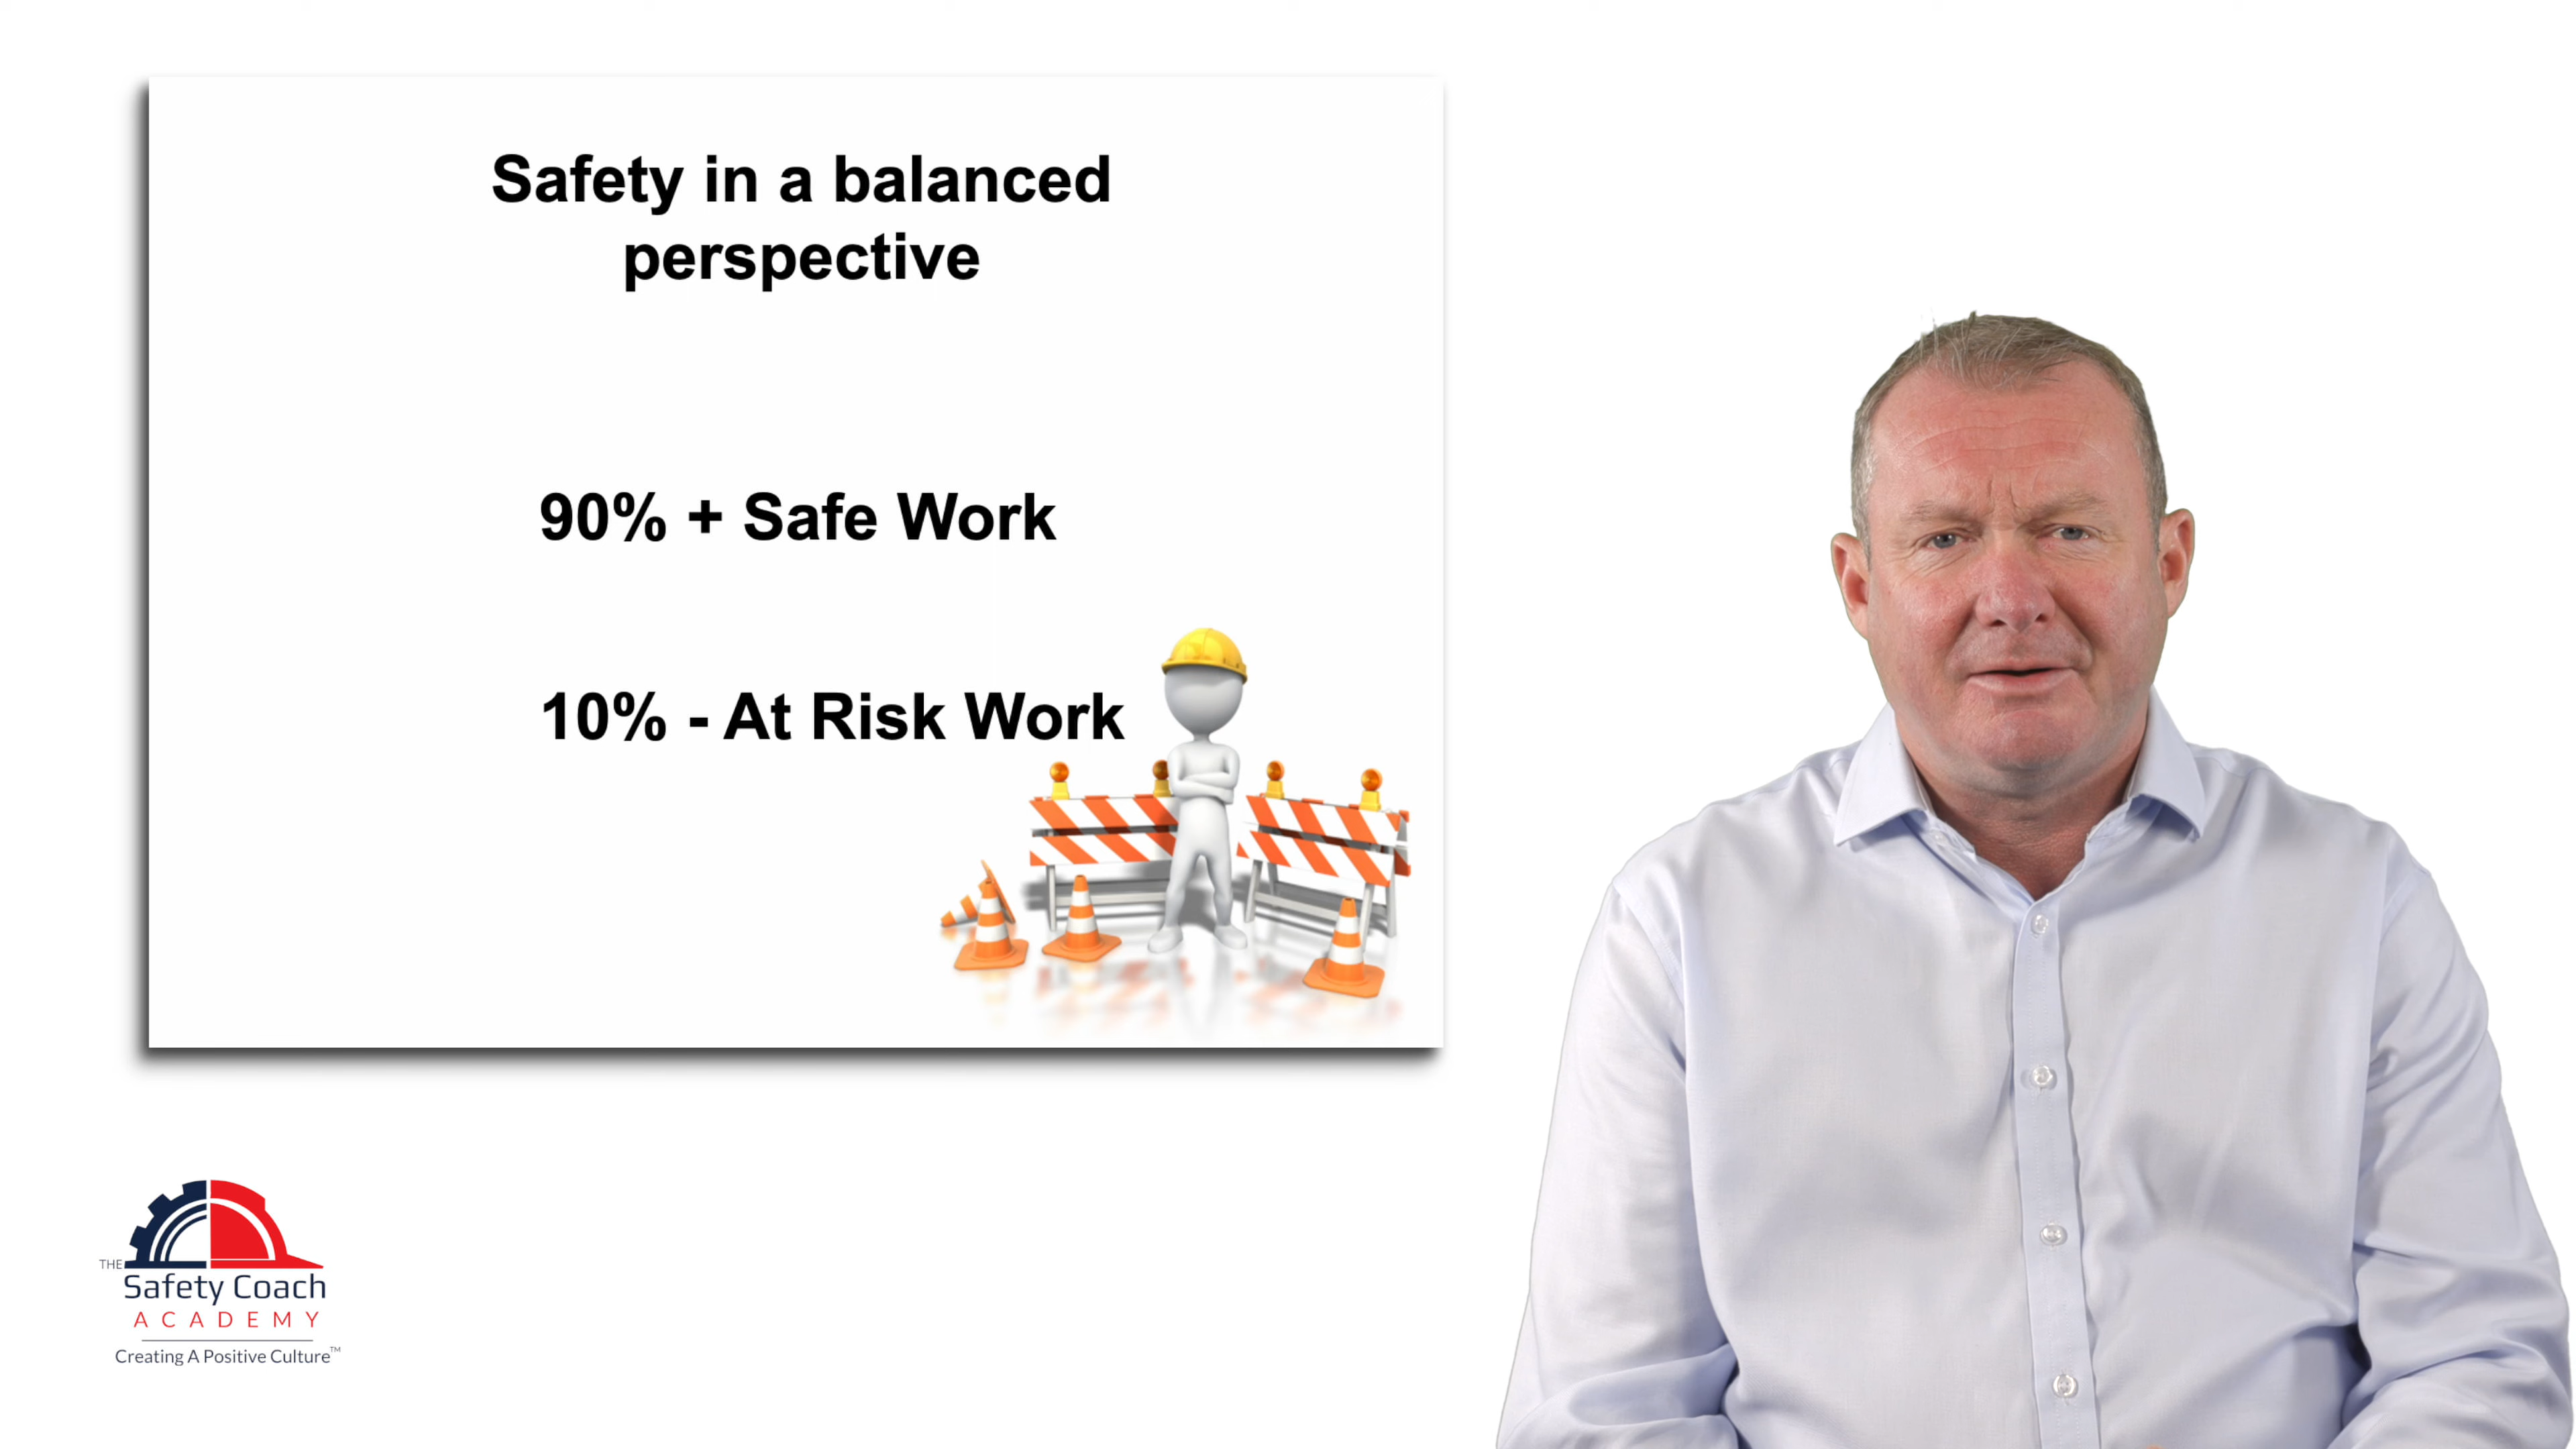 Safety in a balanced
perspective
90% + Safe Work
10% - At Risk Work
THE
Safety Coach
ACADEMY
Creating A Positive Culture™